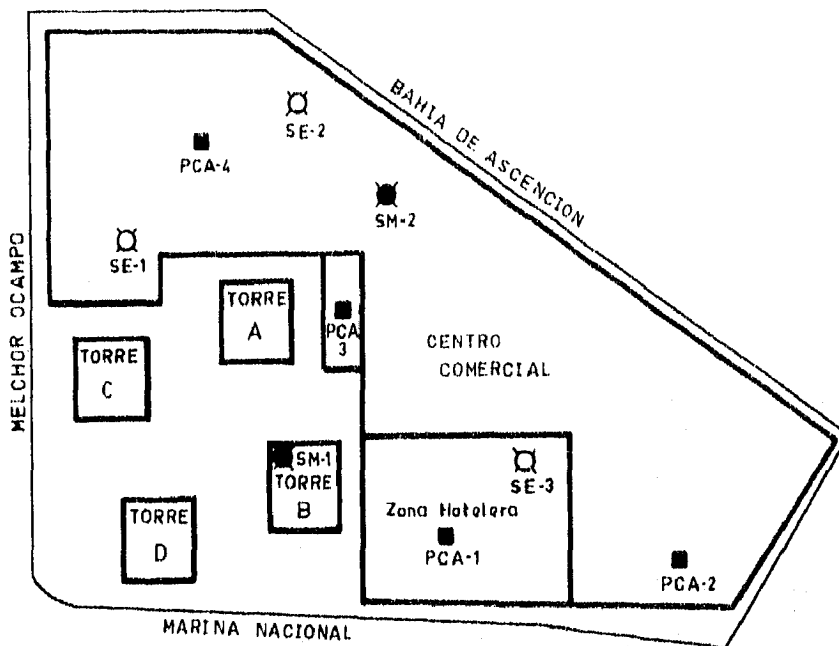 BAHIA DE ASCENCION
SE-2
PCA-4
SM-2
SE-1
MELCHOR OCAMPO
TORRE
A
PCA
3
CENTRO
COMERCIAL
TORRE
C
SM-1
TORRE
B
SE-3
Zona Hotelera
TORRE
D
PCA-1
PCA-2
MARINA NACIONAL